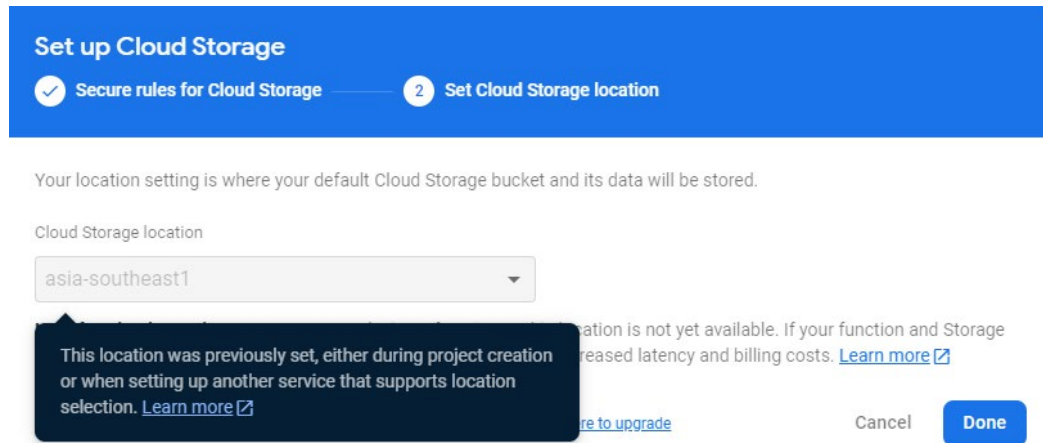 Set up Cloud Storage
Secure rules for Cloud Storage
2 Set Cloud Storage location
Your location setting is where your default Cloud Storage bucket and its data will be stored.
Cloud Storage location
asia-southeast1
is not yet available. If your function and Storage
This location was previously set, either during project creation
or when setting up another service that supports location
selection. Learn more
latency and billing costs. Learn more
to upgrade
Cancel
Done